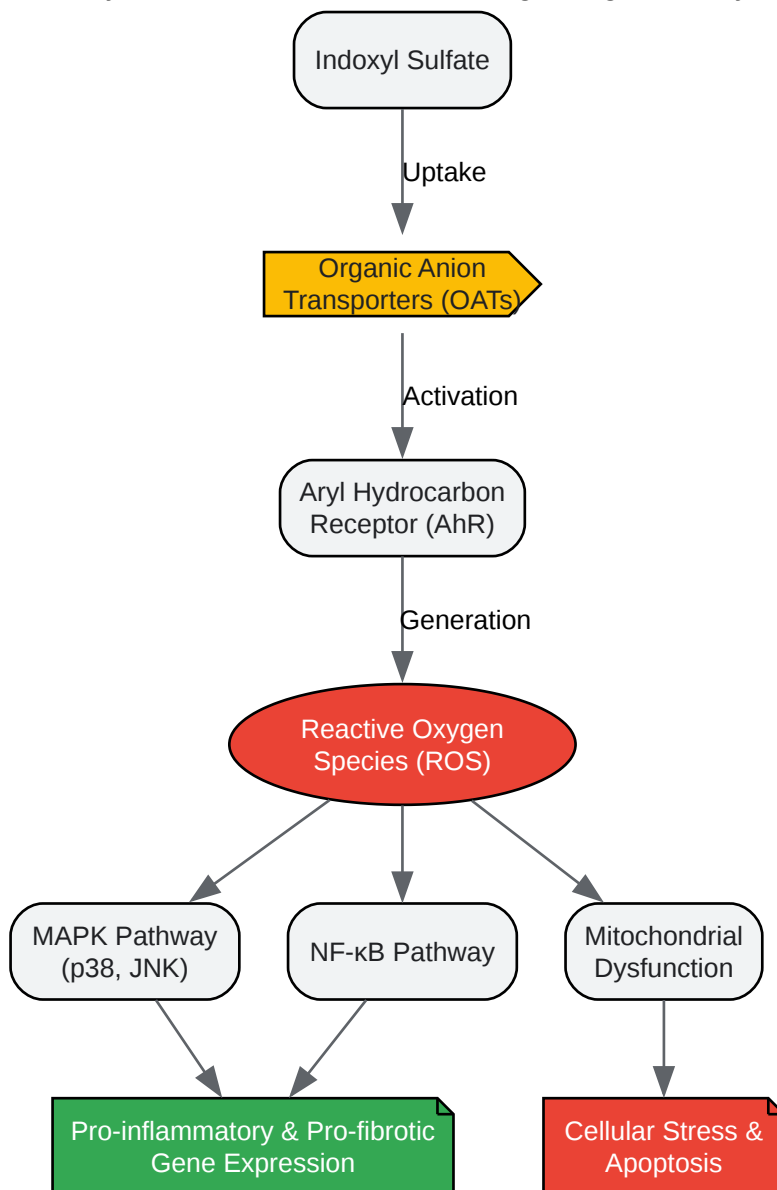 Indoxyl Sulfate
Uptake
Organic Anion
Transporters (OATs)
Activation
Aryl Hydrocarbon
Receptor (AhR)
Generation
Reactive Oxygen
Species (ROS)
MAPK Pathway
(p38, JNK)
NF-κB Pathway
Mitochondrial
Dysfunction
Pro-inflammatory & Pro-fibrotic
Gene Expression
Cellular Stress &
Apoptosis